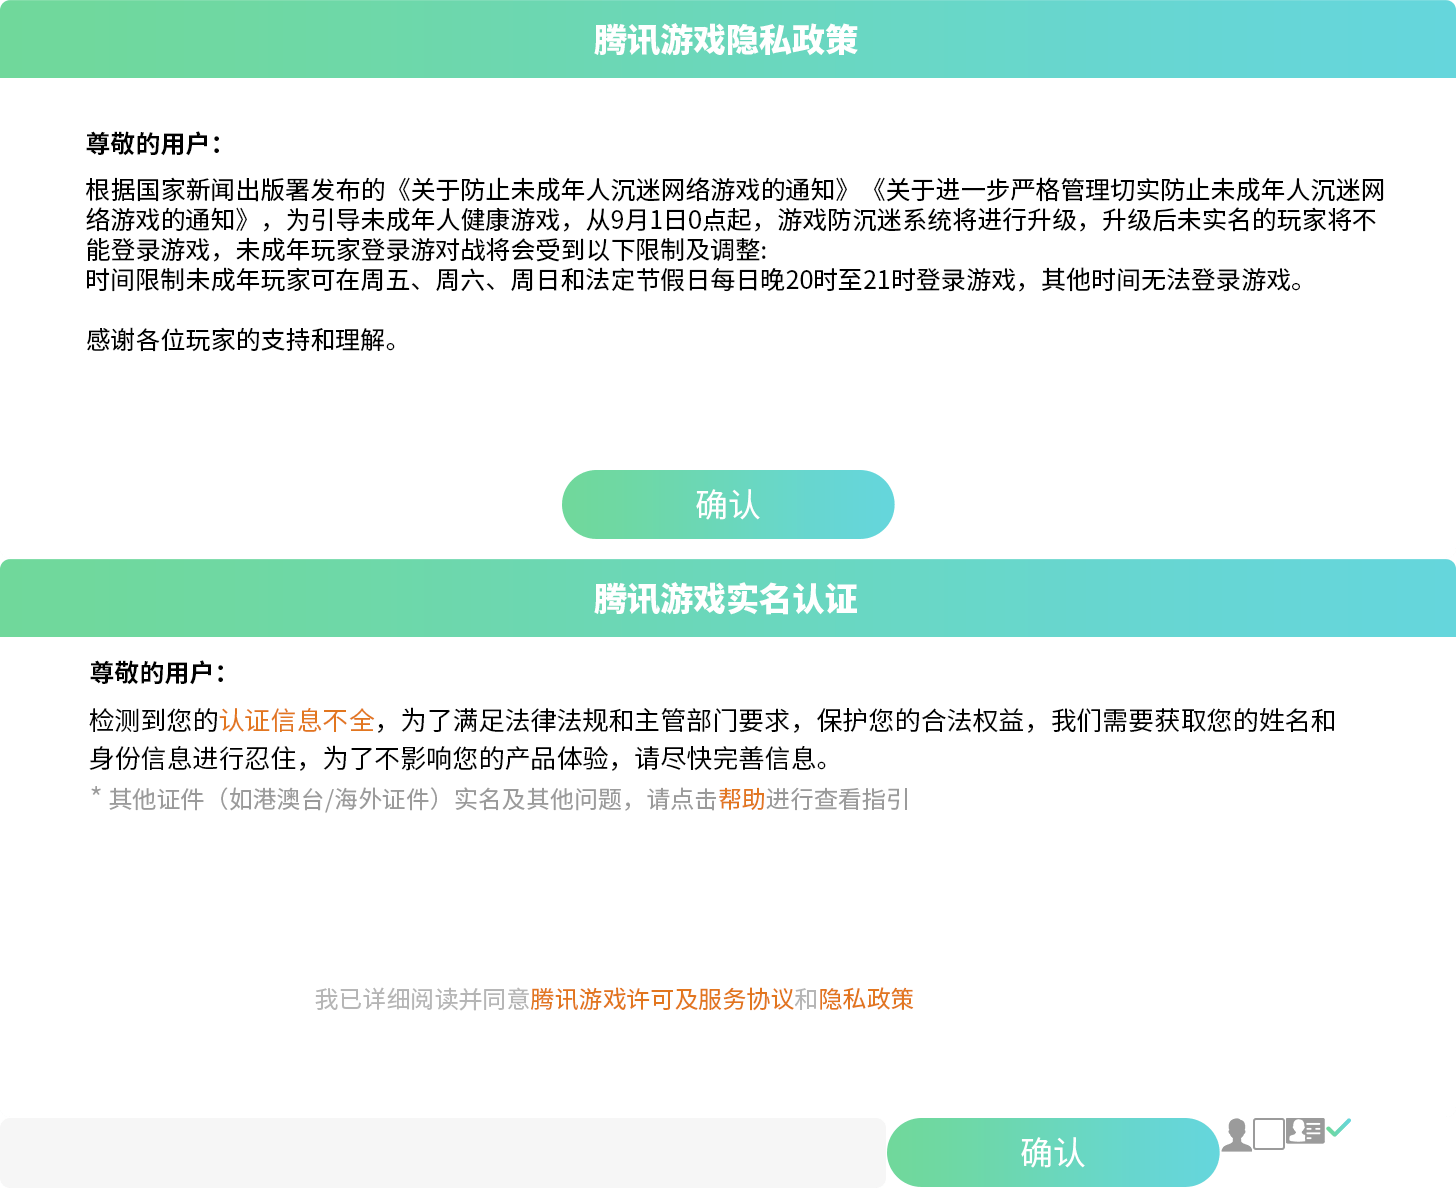 腾讯游戏隐私政策
尊敬的用户：
根据国家新闻出版署发布的《关于防止未成年人沉迷网络游戏的通知》《关于进一步严格管理切实防止未成年人沉迷网
络游戏的通知》，为引导未成年人健康游戏，从9月1日0点起，游戏防沉迷系统将进行升级，升级后未实名的玩家将不
能登录游戏，未成年玩家登录游对战将会受到以下限制及调整:
时间限制未成年玩家可在周五、周六、周日和法定节假日每日晚20时至21时登录游戏，其他时间无法登录游戏。
感谢各位玩家的支持和理解。
确认
腾讯游戏实名认证
尊敬的用户：
检测到您的认证信息不全，为了满足法律法规和主管部门要求，保护您的合法权益，我们需要获取您的姓名和
身份信息进行忍住，为了不影响您的产品体验，请尽快完善信息。
* 其他证件（如港澳台/海外证件）实名及其他问题，请点击帮助进行查看指引
我已详细阅读并同意腾讯游戏许可及服务协议和隐私政策
确认